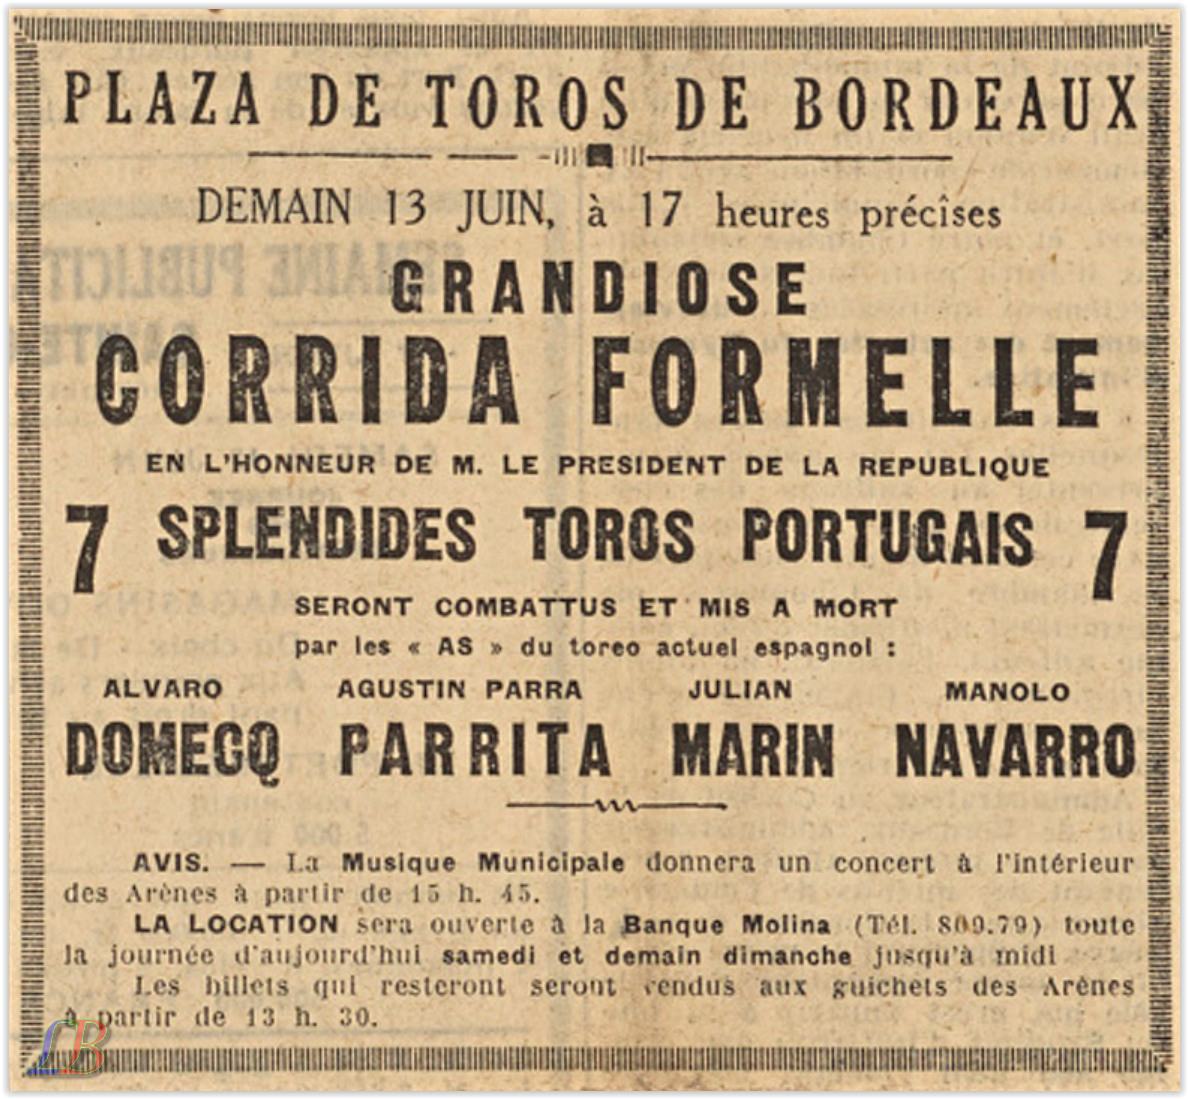 PLAZA DE TOROS DE BORDEAUX
DEMAIN 13 JUIN, à 17 heures précîses
GRANDIOSE
CORRIDA FORMELLE
EN L'HONNEUR DE M. LE PRESIDENT DE LA REPUBLIQUE
7 SPLENDIDES TOROS PORTUGAIS 7
SERONT COMBATTUS ET MIS A MORT
par les « AS » du toreo actuel espagnol :
ALVARO AGUSTIN PARRA JULIAN MANOLO
DOMECQ PARRITA MARIN NAVARRO
AVIS. — La Musique Municipale donnera un concert à l'intérieur
des Arènes à partir de 15 h. 45.
LA LOCATION sera ouverte à la Banque Molina (Tél. 809.79) toute
la journée d'aujourd'hui samedi et demain dimanche jusqu'à midi
Les billets qui resteront seront vendus aux guichets des Arènes
à partir de 13 h. 30.
LB